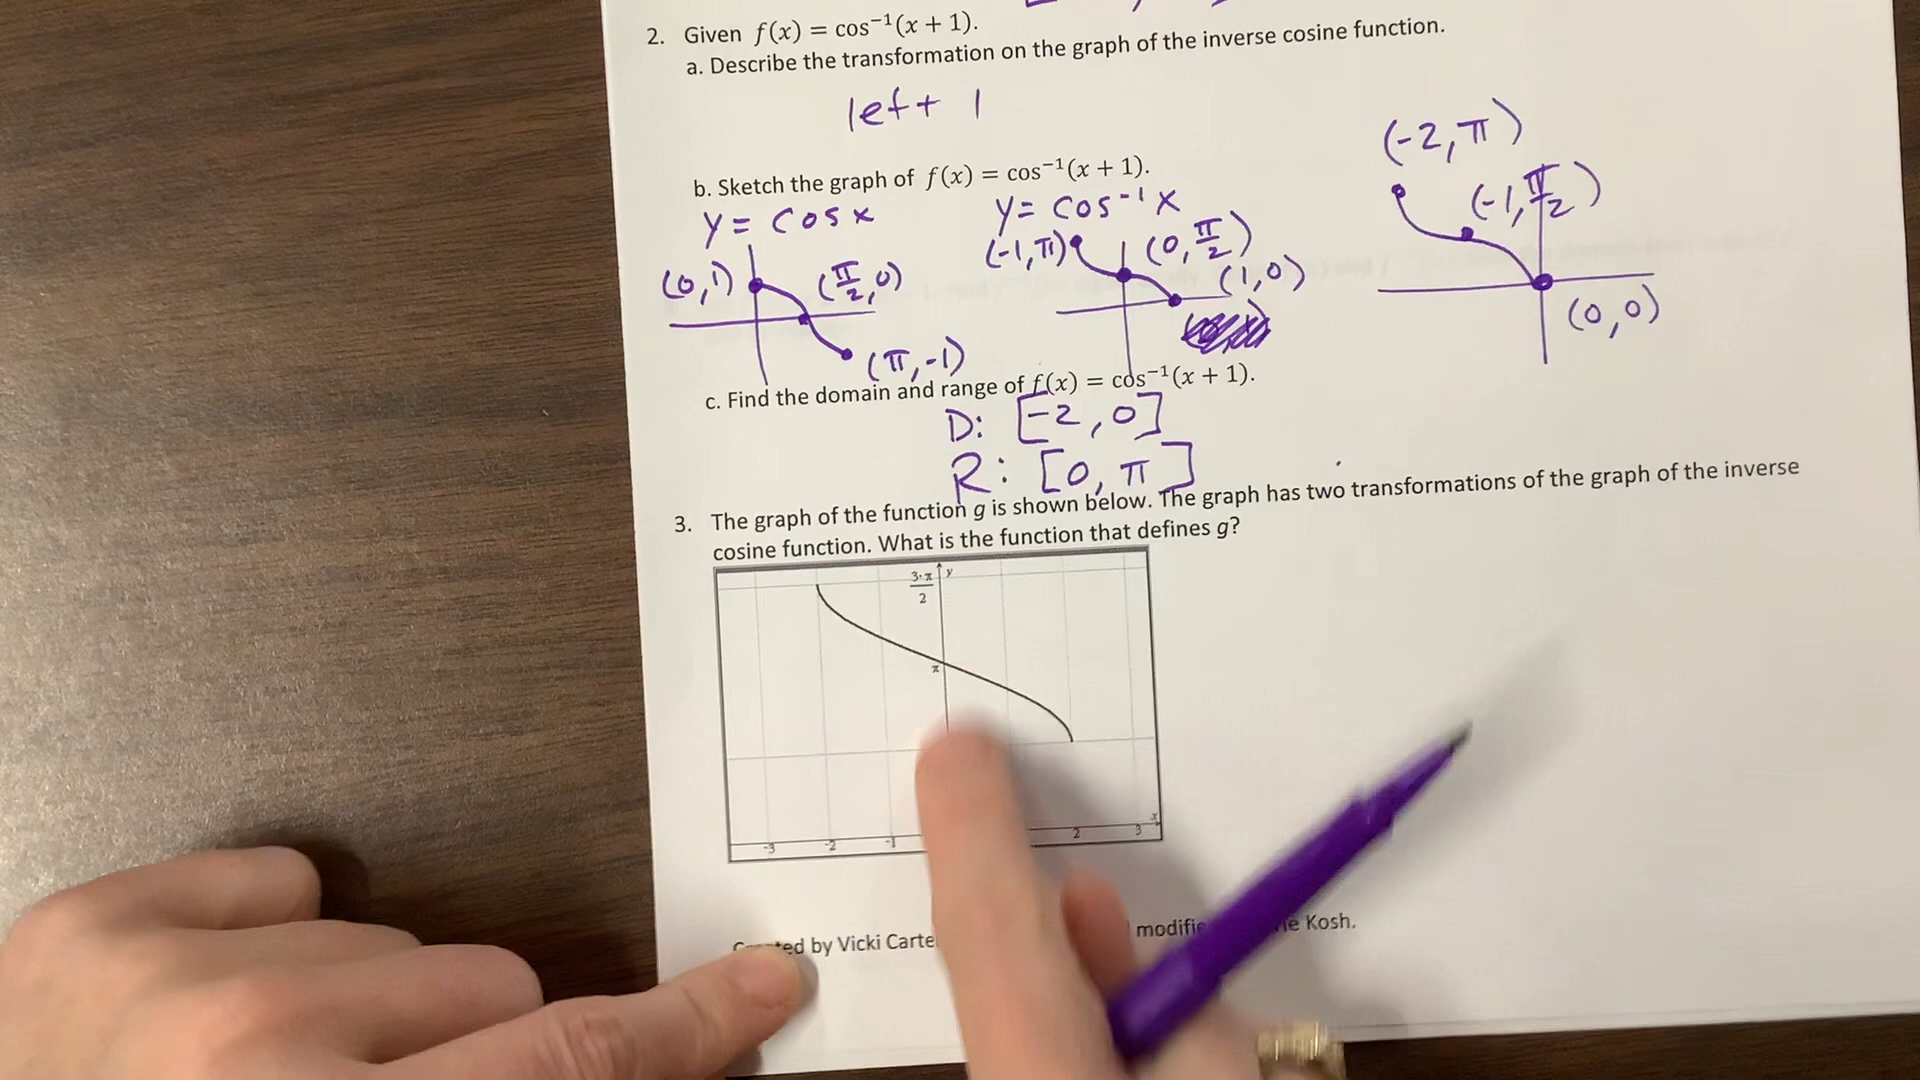 2. Given f(x) = cos⁻¹(x + 1).
a. Describe the transformation on the graph of the inverse cosine function.
left 1
b. Sketch the graph of f(x) = cos⁻¹(x + 1).
y = cos x
(0,1)
(π/2,0)
(π,-1)
y = cos⁻¹ x
(-1,π)
(0,π/2)
(1,0)
(-2,π)
(-1,π/2)
(0,0)
c. Find the domain and range of f(x) = cos⁻¹(x + 1).
D: [-2,0]
R: [0,π]
3. The graph of the function g is shown below. The graph has two transformations of the graph of the inverse
cosine function. What is the function that defines g?
3·π/2
y
π
x
-3 -2 -1 2 3
by Vicki Kosh.